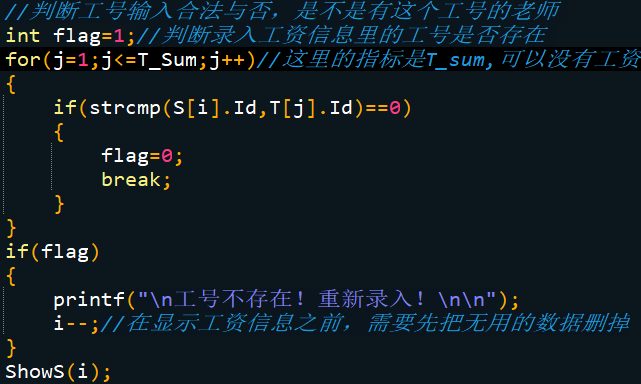 //判断工号输入合法与否，是不是有这个工号的老师
int flag=1;//判断录入工资信息里的工号是否存在
for(j=1;j<=T_Sum;j++)//这里的指标是T_sum,可以没有工资
{
if(strcmp(S[i].Id,T[j].Id)==0)
{
flag=0;
break;
}
}
if(flag)
{
printf("\n工号不存在！重新录入！\n\n");
i--;//在显示工资信息之前，需要先把无用的数据删掉
}
ShowS(i);